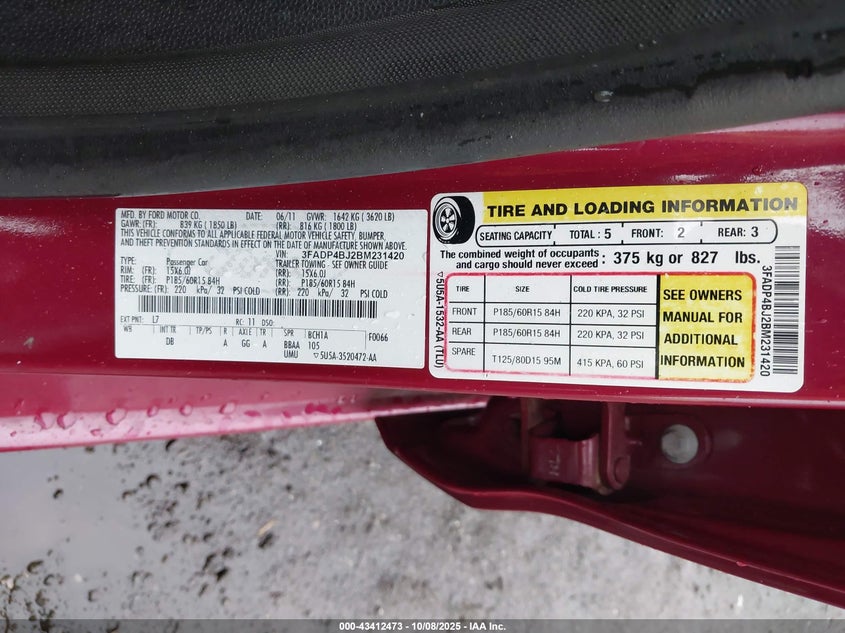 MFD. BY FORD MOTOR CO.
DATE: 06/11 GVWR: 1642 KG ( 3620 LB)
GAWR: (FR): 839 KG ( 1850 LB) (RR): 816 KG ( 1800 LB)
THIS VEHICLE CONFORMS TO ALL APPLICABLE FEDERAL MOTOR VEHICLE SAFETY, BUMPER,
AND THEFT PREVENTION STANDARDS IN EFFECT ON THE DATE OF MANUFACTURE SHOWN ABOVE.
VIN: 3FADP4BJ2BM231420
TYPE: Passenger Car TRAILER TOWING - SEE OWNER GUIDE
RIM: (FR): 15X6.0J (RR): 15X6.0J
TIRE: (FR): P185/60R15 84H P185/60R15 84H
PRESSURE: (FR): 220 kPa/ 32 PSI COLD (RR): 220 kPa/ 32 PSI COLD
EXT PNT: L7 RC: 11 DSO:
WB INT TR TP/PS R AXLE TR SPR BCH1A F0066
DB A GG A A BBAA 105
UMU 5U5A-3520472-AA
5U5A-1532-AA (TLU)
TIRE AND LOADING INFORMATION
SEATING CAPACITY TOTAL : 5 FRONT: 2 REAR: 3
The combined weight of occupants and cargo should never exceed : 375 kg or 827 lbs.
TIRE SIZE COLD TIRE PRESSURE
FRONT P185/60R15 84H 220 KPA, 32 PSI
REAR P185/60R15 84H 220 KPA, 32 PSI
SPARE T125/80D15 95M 415 KPA, 60 PSI
SEE OWNERS
MANUAL FOR
ADDITIONAL
INFORMATION
3FADP4BJ2BM231420
000-43412473 | 10/08/2025 | © IAA Inc.